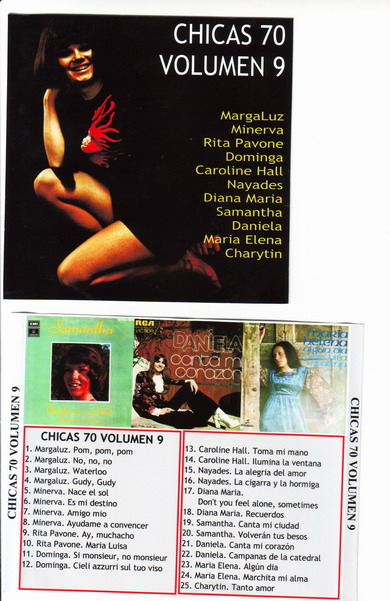 CHICAS 70
VOLUMEN 9
MargaLuz
Minerva
Rita Pavone
Dominga
Caroline Hall
Nayades
Diana Maria
Samantha
Daniela
Maria Elena
Charytin
EMI
Samantha
RCA
DANIELA
canta mi
corazón
maría
elena
algún día
CHICAS 70 VOLUMEN 9
CHICAS 70 VOLUMEN 9
1. Margaluz. Pom, pom, pom
2. Margaluz. No, no, no
3. Margaluz. Waterloo
4. Margaluz. Gudy, Gudy
5. Minerva. Nace el sol
6. Minerva. Es mi destino
7. Minerva. Amigo mio
8. Minerva. Ayudame a convencer
9. Rita Pavone. Ay, muchacho
10. Rita Pavone. Maria Luisa
11. Dominga. Si monsieur, no monsieur
12. Dominga. Cieli azzurri sul tuo viso
13. Caroline Hall. Toma mi mano
14. Caroline Hall. Ilumina la ventana
15. Nayades. La alegría del amor
16. Nayades. La cigarra y la hormiga
17. Diana Maria.
Don't you feel alone, sometimes
18. Diana Maria. Recuerdos
19. Samantha. Canta mi ciudad
20. Samantha. Volverán tus besos
21. Daniela. Canta mi corazón
22. Daniela. Campanas de la catedral
23. Maria Elena. Algún dia
24. Maria Elena. Marchita mi alma
25. Charytin. Tanto amor
CHICAS 70 VOLUMEN 9